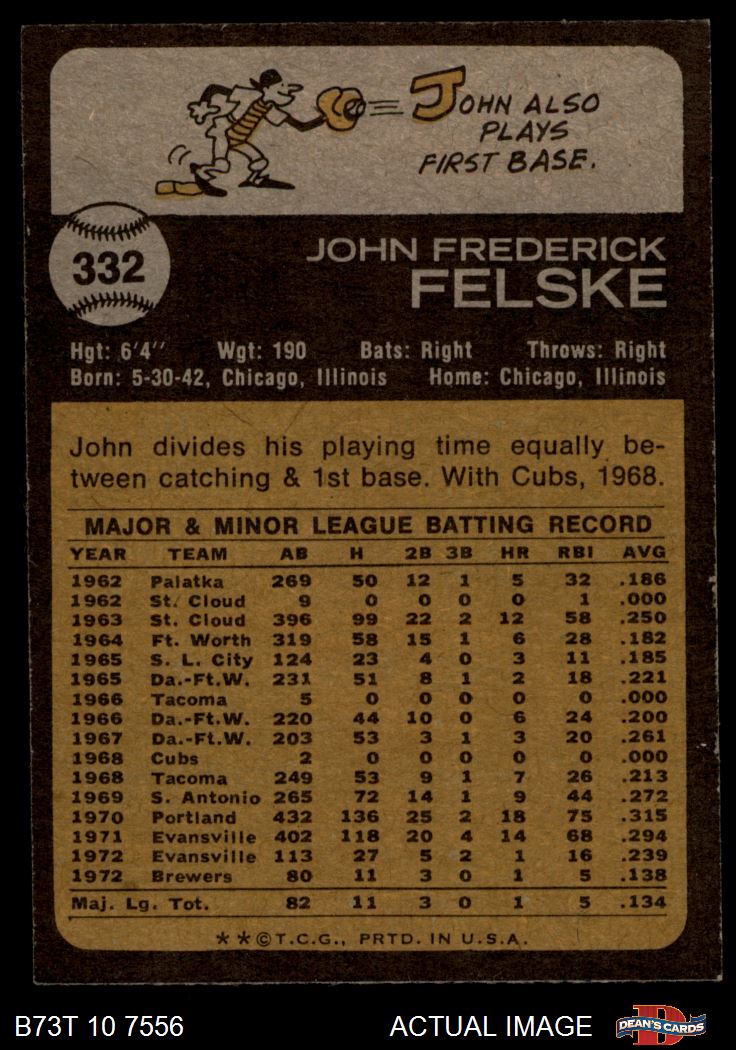 JOHN ALSO
PLAYS
FIRST BASE.
332
JOHN FREDERICK
FELSKE
Hgt: 6'4'' Wgt: 190 Bats: Right Throws: Right
Born: 5-30-42, Chicago, Illinois Home: Chicago, Illinois
John divides his playing time equally be-
tween catching & 1st base. With Cubs, 1968.
MAJOR & MINOR LEAGUE BATTING RECORD
YEAR TEAM AB H 2B 3B HR RBI AVG
1962 Palatka 269 50 12 1 5 32 .186
1962 St. Cloud 9 0 0 0 0 1 .000
1963 St. Cloud 396 99 22 2 12 58 .250
1964 Ft. Worth 319 58 15 1 6 28 .182
1965 S. L. City 124 23 4 0 3 11 .185
1965 Da.-Ft.W. 231 51 8 1 2 18 .221
1966 Tacoma 5 0 0 0 0 0 .000
1966 Da.-Ft.W. 220 44 10 0 6 24 .200
1967 Da.-Ft.W. 203 53 3 1 3 20 .261
1968 Cubs 2 0 0 0 0 0 .000
1968 Tacoma 249 53 9 1 7 26 .213
1969 S. Antonio 265 72 14 1 9 44 .272
1970 Portland 432 136 25 2 18 75 .315
1971 Evansville 402 118 20 4 14 68 .294
1972 Evansville 113 27 5 2 1 16 .239
1972 Brewers 80 11 3 0 1 5 .138
Maj. Lg. Tot. 82 11 3 0 1 5 .134
**©T.C.G., PRTD. IN U.S.A.
B73T 10 7556 ACTUAL IMAGE D DEAN'S CARDS